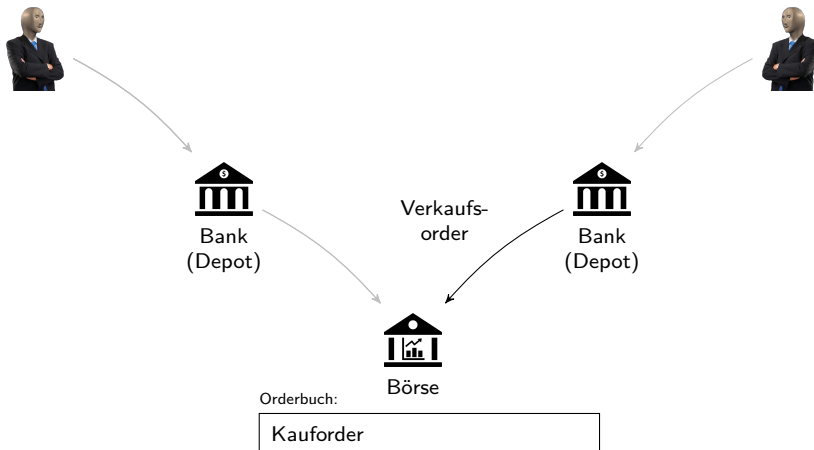 Verkaufs-
order
Bank
(Depot)
Bank
(Depot)
Börse
Orderbuch:
Kauforder